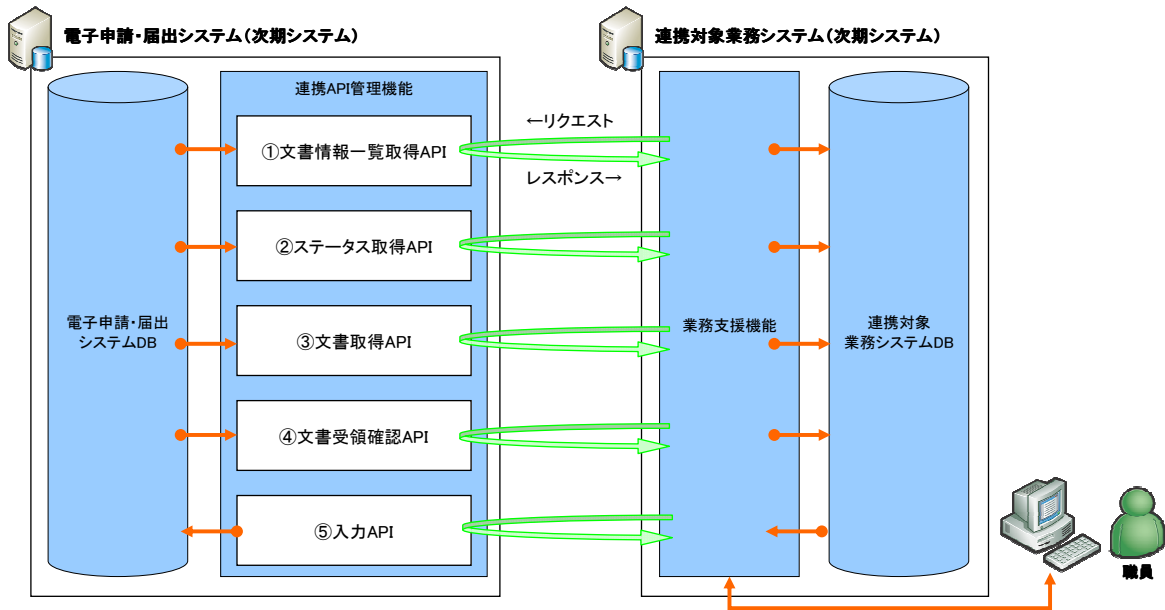 電子申請・届出システム(次期システム)
連携対象業務システム(次期システム)
連携API管理機能
①文書情報一覧取得API
②ステータス取得API
③文書取得API
④文書受領確認API
⑤入力API
電子申請・届出
システムDB
←リクエスト
レスポンス→
業務支援機能
連携対象
業務システムDB
職員